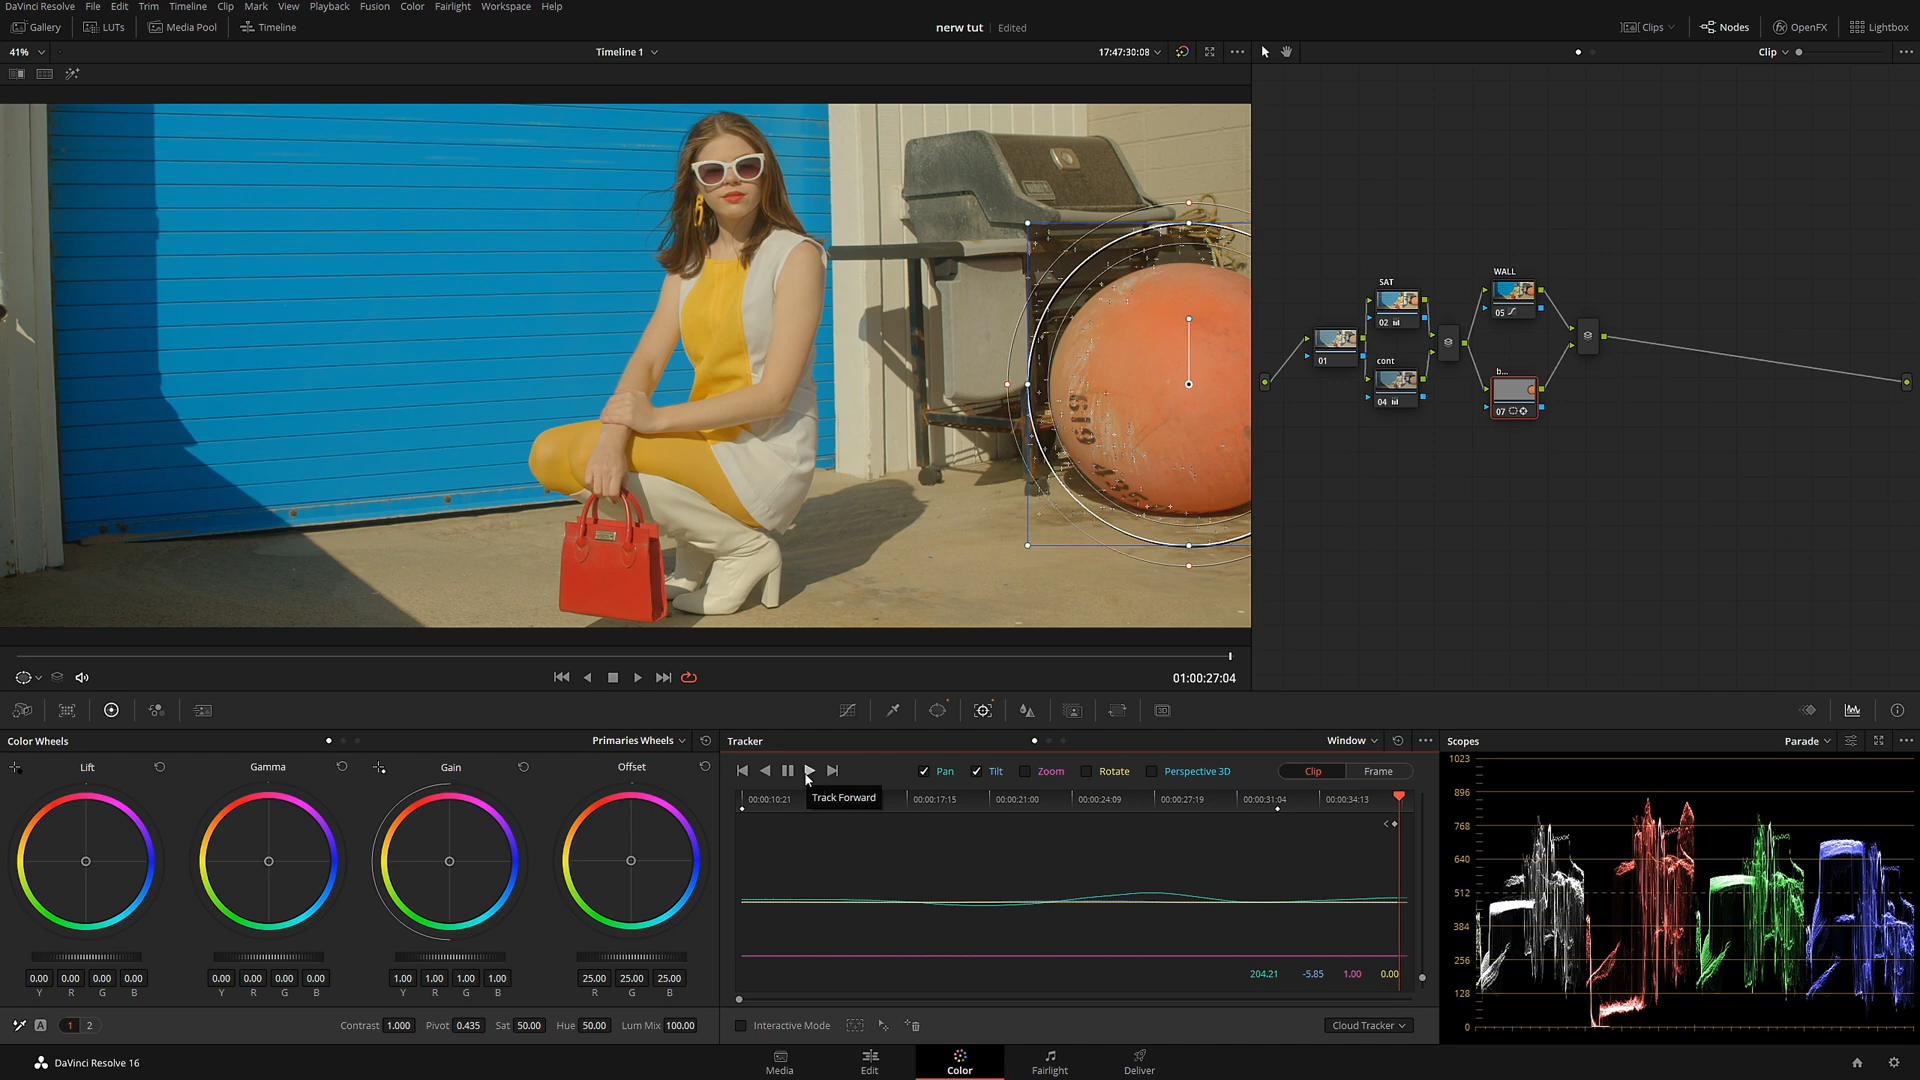 DaVinci Resolve File Edit Trim Timeline Clip Mark View Playback Fusion Color Fairlight Workspace Help
Gallery LUTs Media Pool Timeline nerw tut Edited Clips Nodes OpenFX Lightbox
41% Timeline 1 17:47:30:08 Clip
SAT
02
WALL
05
01
cont
04
b...
07
619
01:00:27:04
Color Wheels Primaries Wheels
Lift Gamma Gain Offset
0.00 0.00 0.00 0.00 0.00 0.00 0.00 0.00 1.00 1.00 1.00 1.00 25.00 25.00 25.00
Y R G B Y R G B Y R G B R G B
A 1 2 Contrast 1.000 Pivot 0.435 Sat 50.00 Hue 50.00 Lum Mix 100.00
Tracker Window
Pan Tilt Zoom Rotate Perspective 3D Clip Frame
Track Forward
00:00:10:21 00:00:17:15 00:00:21:00 00:00:24:09 00:00:27:19 00:00:31:04 00:00:34:13
204.21 -5.85 1.00 0.00
Interactive Mode Cloud Tracker
Scopes Parade
1023
896
768
640
512
384
256
128
0
DaVinci Resolve 16 Media Edit Color Fairlight Deliver